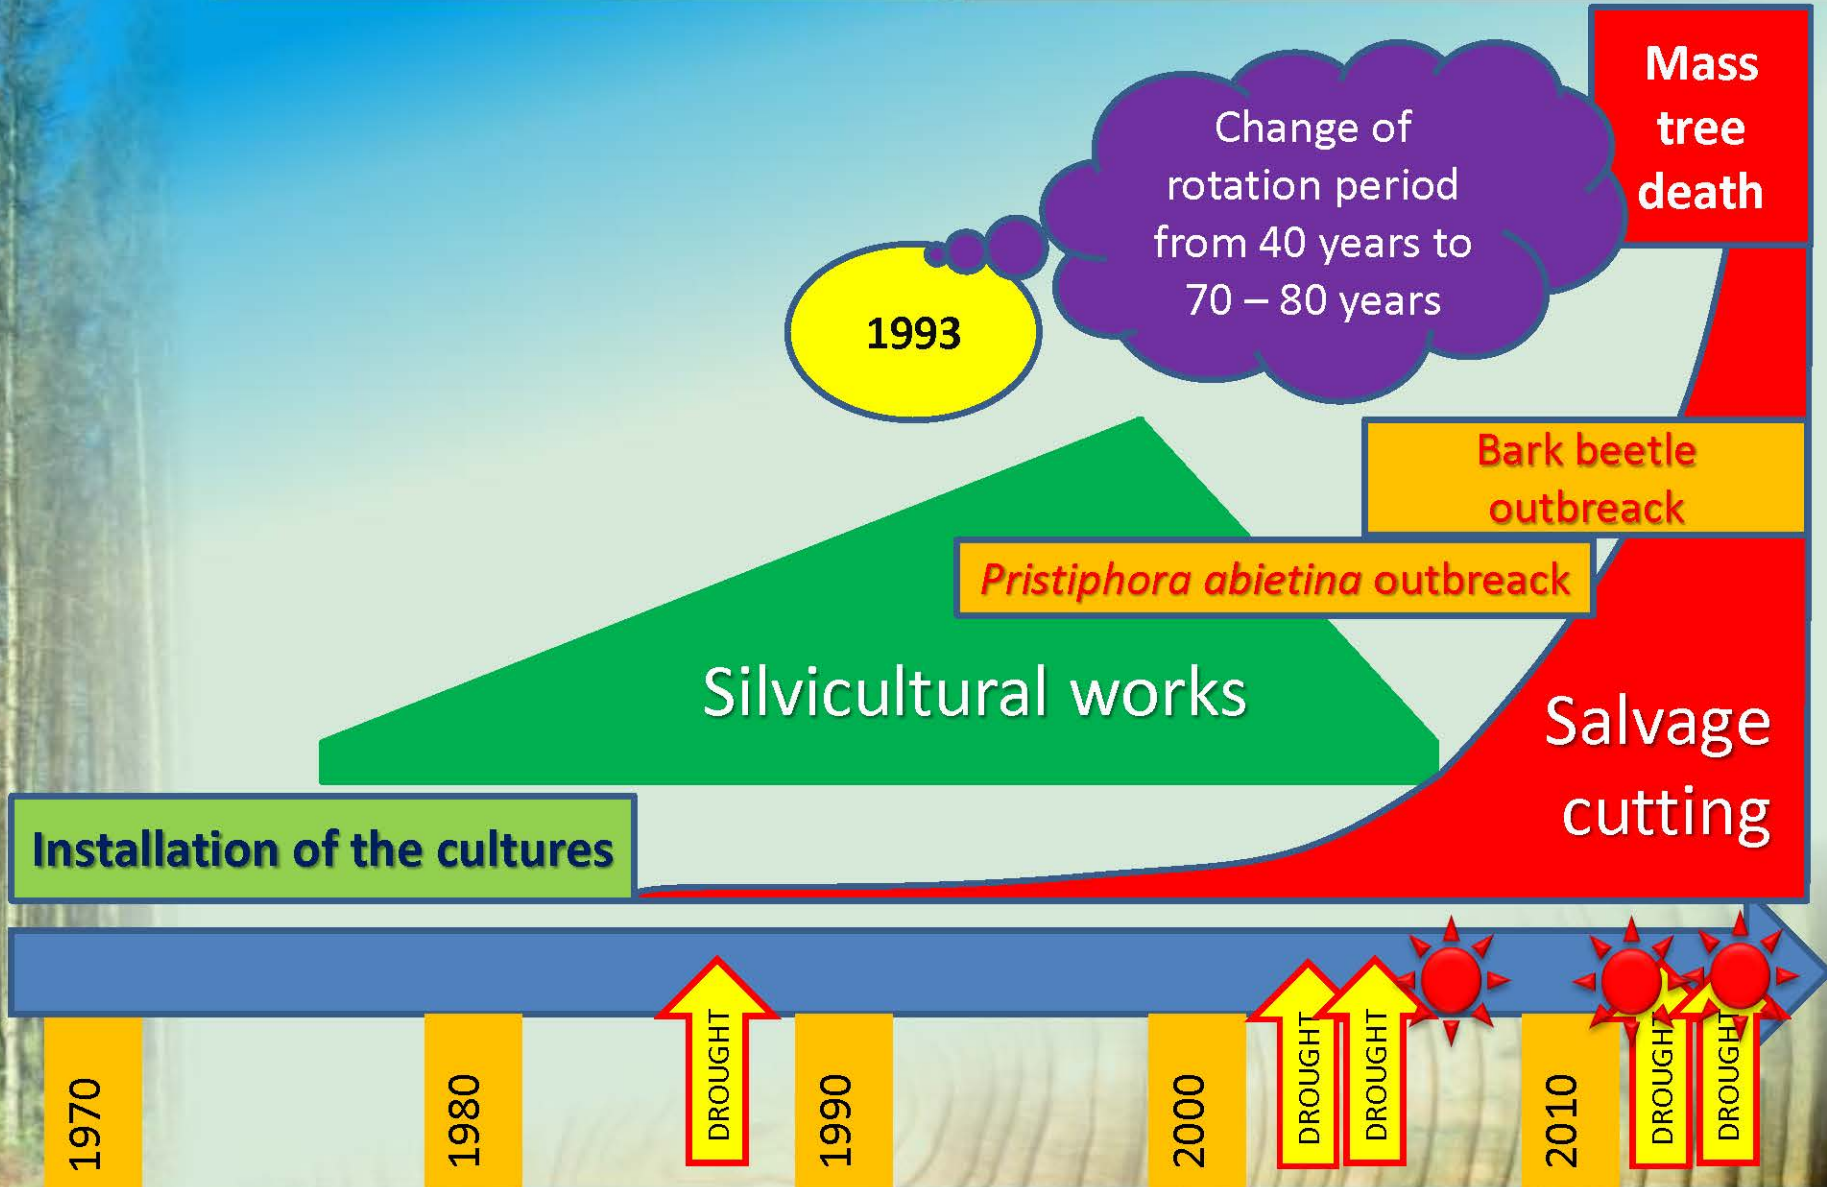 Mass
tree
death
Change of
rotation period
from 40 years to
70 – 80 years
1993
Bark beetle
outbreack
Pristiphora abietina outbreack
Silvicultural works
Salvage
cutting
Installation of the cultures
1970
1980
DROUGHT
1990
2000
DROUGHT
DROUGHT
2010
DROUGHT
DROUGHT